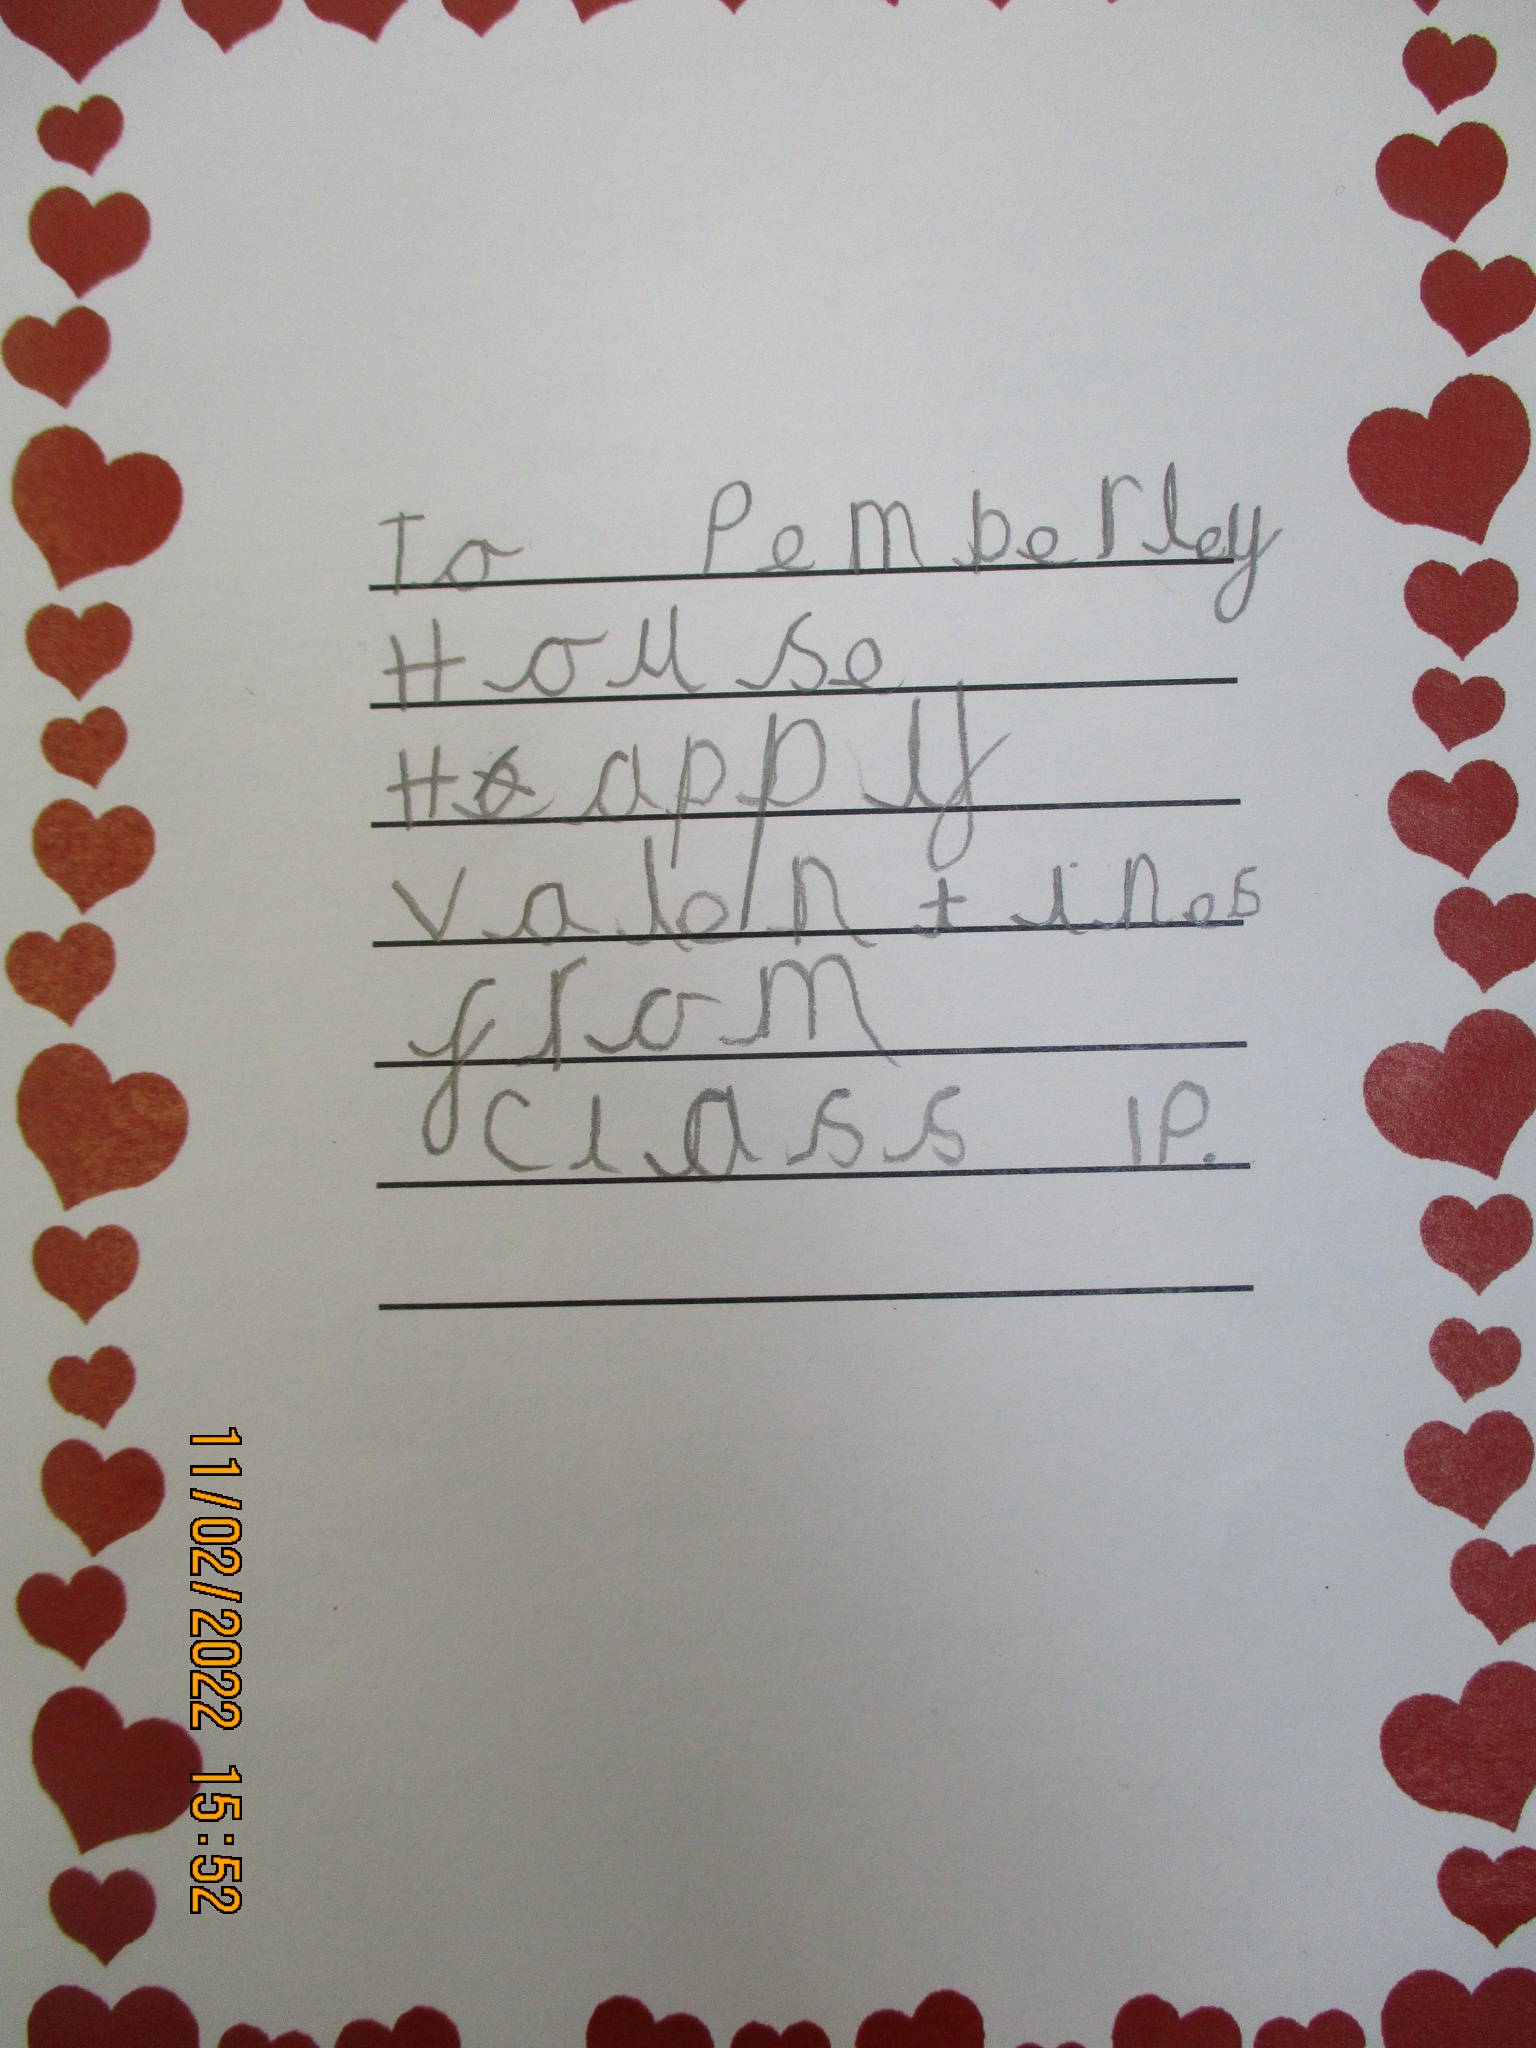 To Pemberley
House
Happy
valentines
from
class 1P.
11/02/2022 15:52